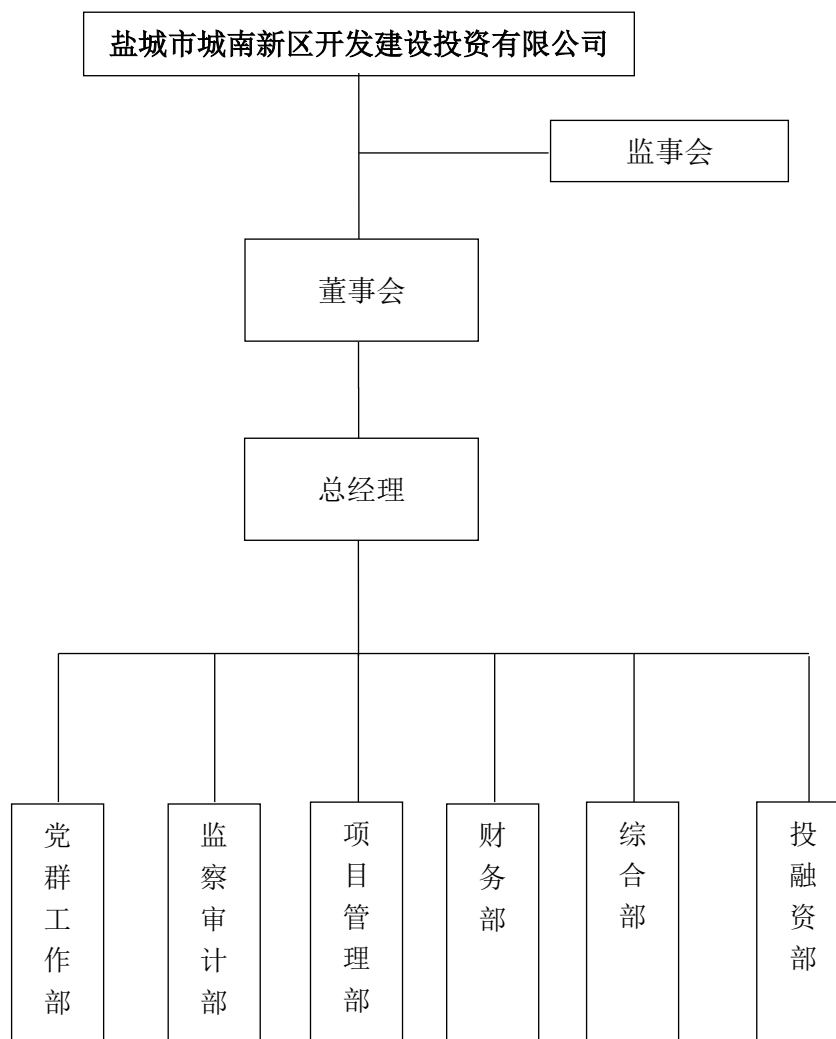 盐城市城南新区开发建设投资有限公司
监事会
董事会
总经理
党群工作部
监察审计部
项目管理部
财务部
综合部
投融资部